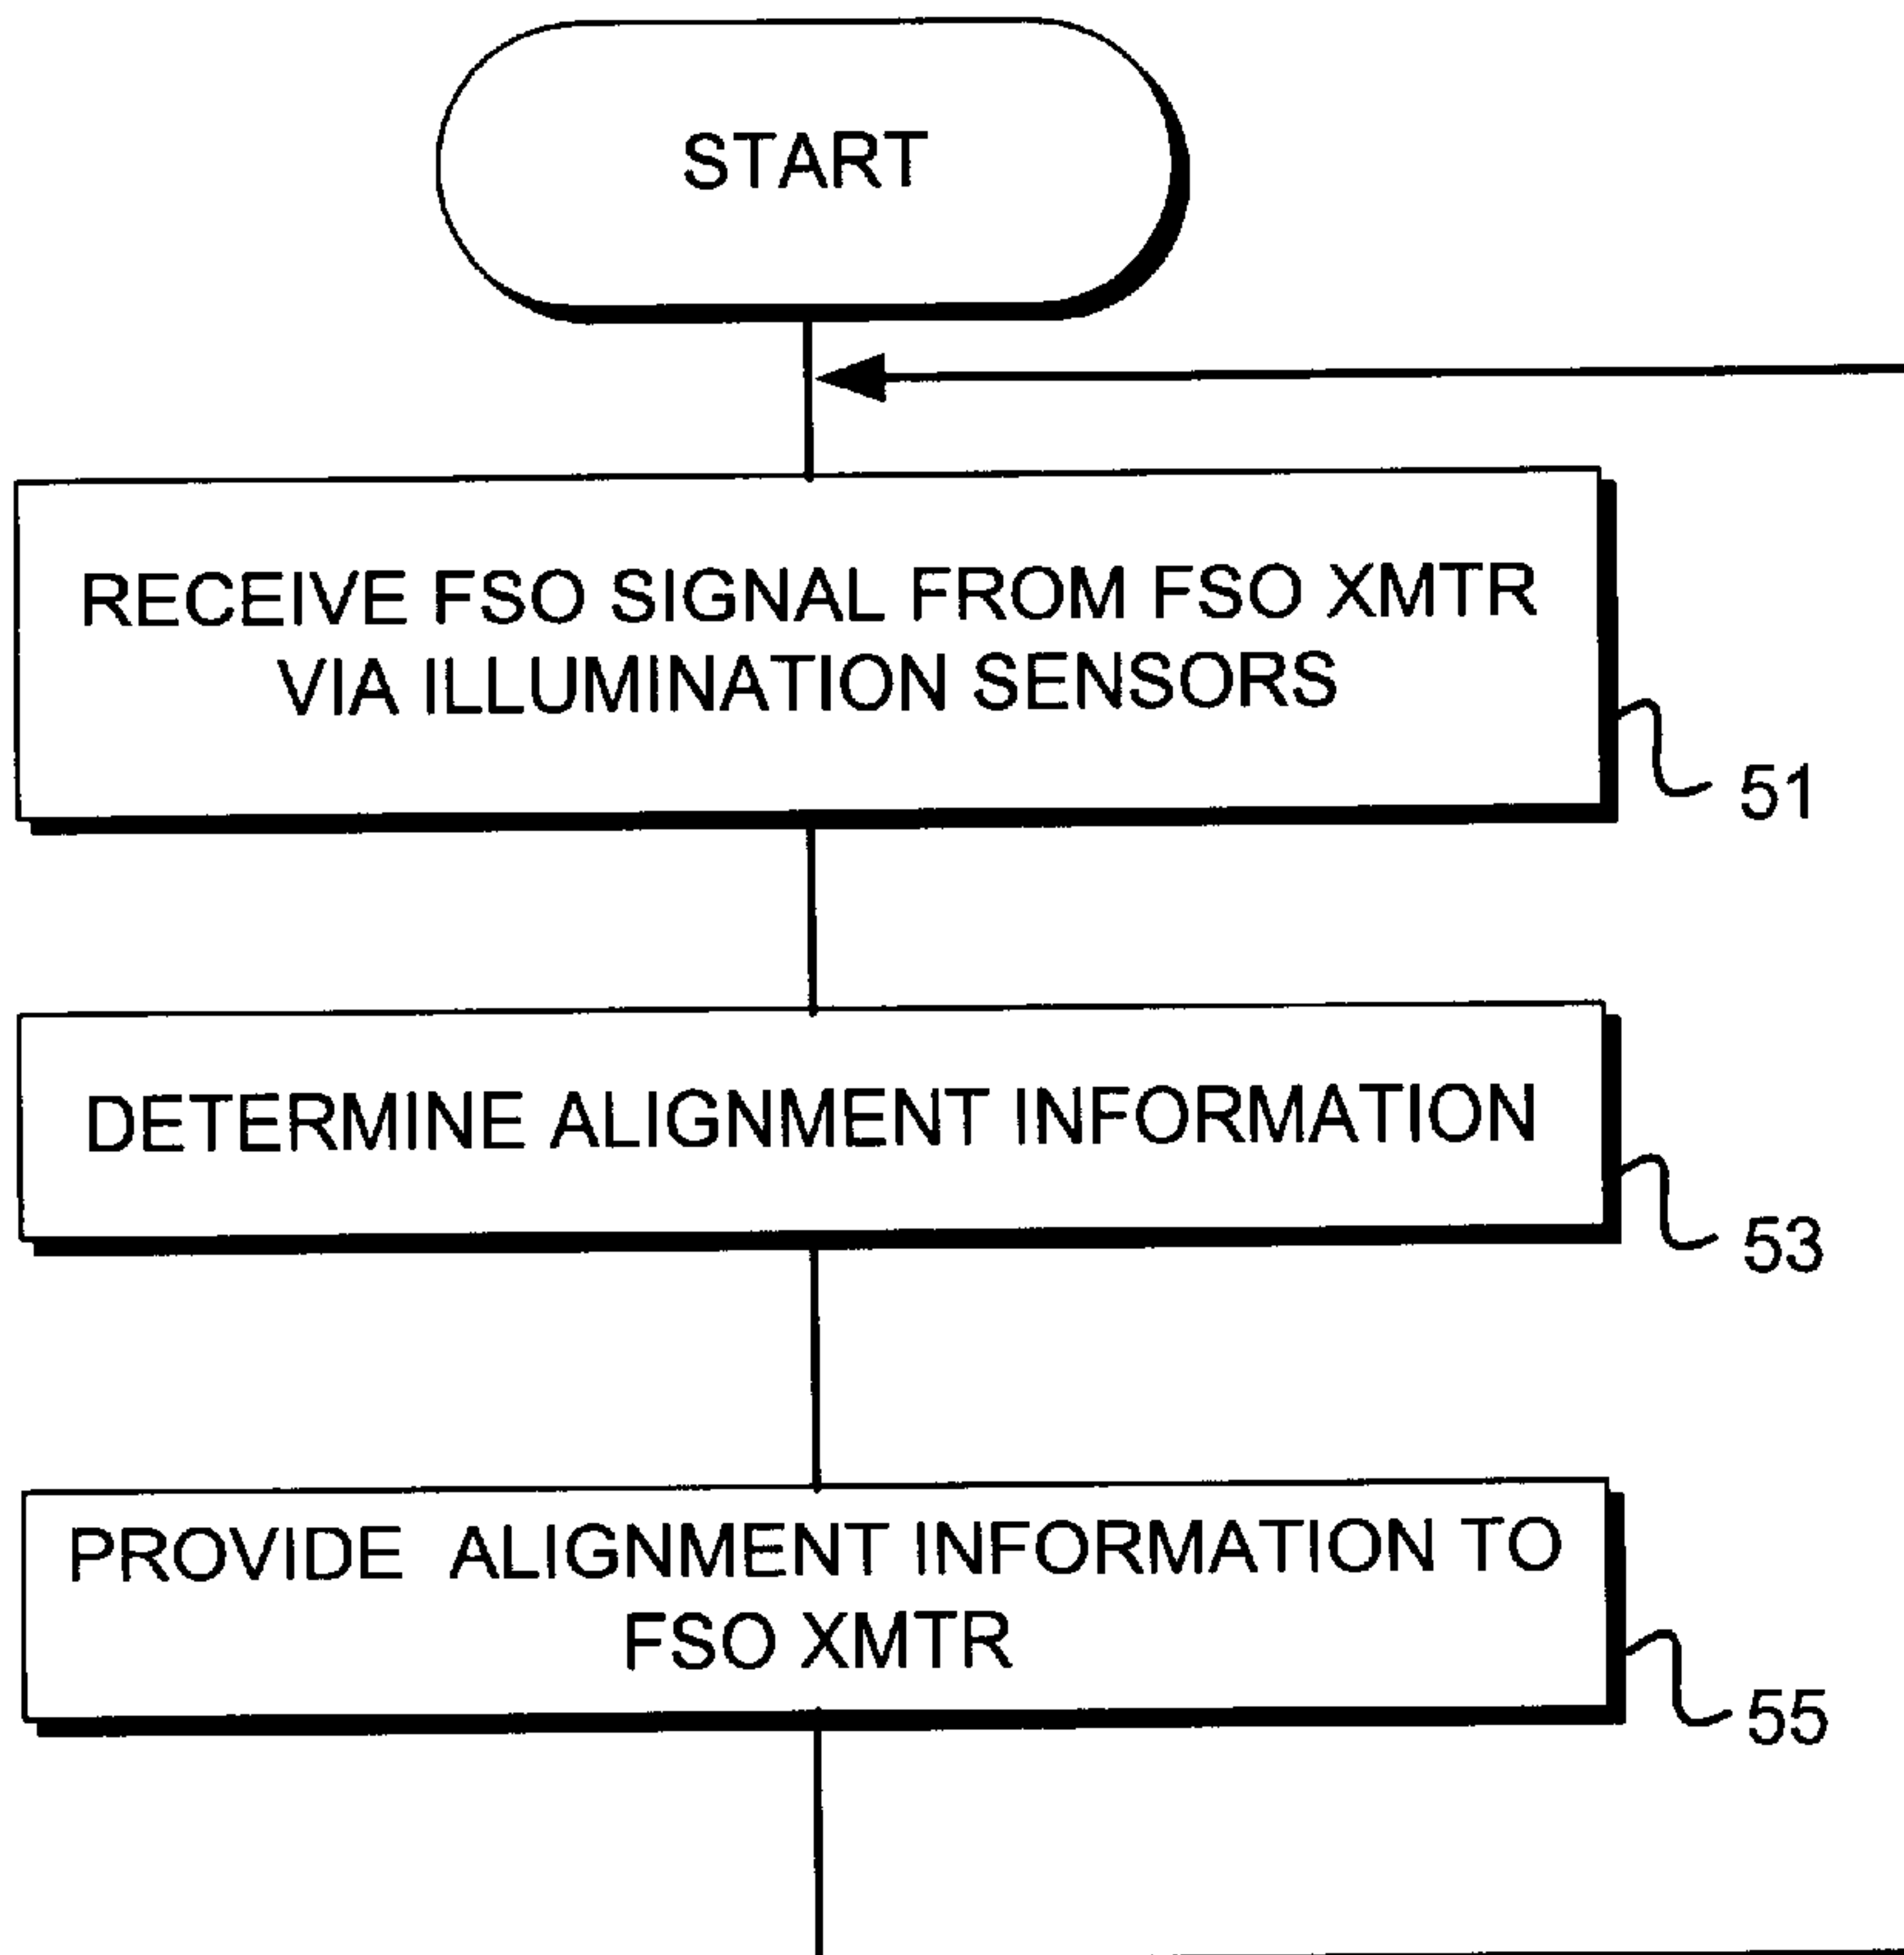 START
RECEIVE FSO SIGNAL FROM FSO XMTR
VIA ILLUMINATION SENSORS
51
DETERMINE ALIGNMENT INFORMATION
53
PROVIDE ALIGNMENT INFORMATION TO
FSO XMTR
55